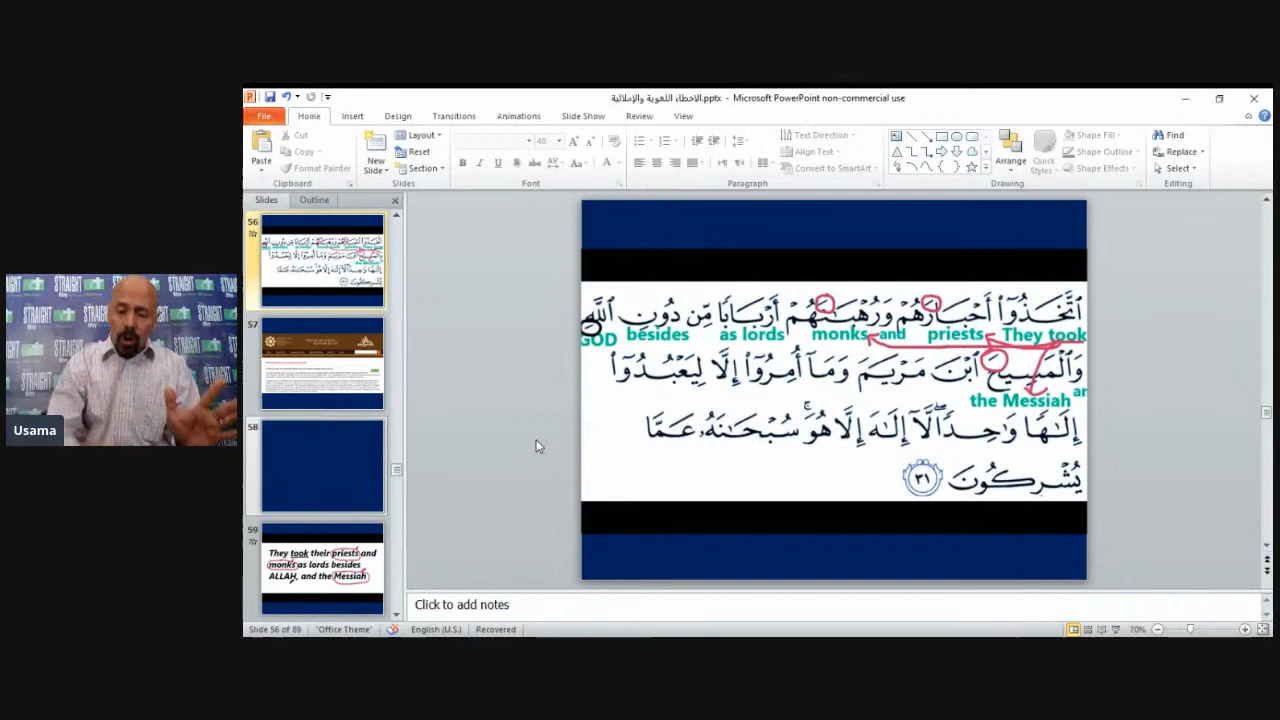 الاخطاء اللغوية والإملائية.pptx - Microsoft PowerPoint non-commercial use
File Home Insert Design Transitions Animations Slide Show Review View
Cut Layout 48 Text Direction Shape Fill Find
Copy Reset Align Text Shape Outline Replace
Paste Format Painter New Slide Section Convert to SmartArt Arrange Quick Styles Shape Effects Select
Clipboard Slides Font Paragraph Drawing Editing
Slides Outline
56
57
58
59
They took their priests and
monks as lords besides
ALLAH, and the Messiah
ٱتَّخَذُوٓا۟ أَحْبَارَهُمْ وَرُهْبَـٰنَهُمْ أَرْبَابًا مِّن دُونِ ٱللَّهِ
GOD besides as lords monks and priests They took
وَٱلْمَسِيحَ ٱبْنَ مَرْيَمَ وَمَآ أُمِرُوٓا۟ إِلَّا لِيَعْبُدُوٓا۟
the Messiah
إِلَـٰهًا وَٰحِدًا ۖ لَّآ إِلَـٰهَ إِلَّا هُوَ ۚ سُبْحَـٰنَهُۥ عَمَّا
يُشْرِكُونَ ٣١
STRAIGHT
Way
Usama
Click to add notes
Slide 56 of 89 "Office Theme" English (U.S.) Recovered 70%